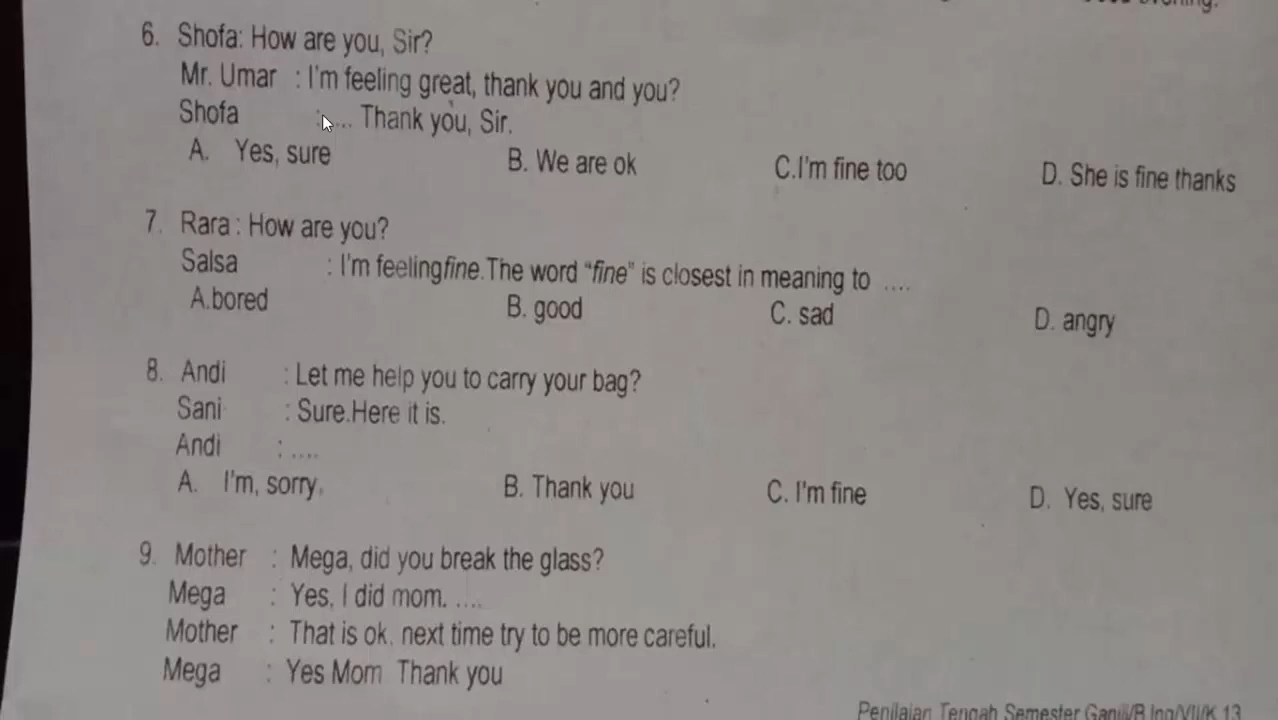 6. Shofa: How are you, Sir?
Mr. Umar : I'm feeling great, thank you and you?
Shofa : .... Thank you, Sir.
A. Yes, sure B. We are ok C.I'm fine too D. She is fine thanks
7. Rara : How are you?
Salsa : I'm feelingfine.The word “fine” is closest in meaning to ....
A.bored B. good C. sad D. angry
8. Andi : Let me help you to carry your bag?
Sani : Sure.Here it is.
Andi : ....
A. I'm, sorry. B. Thank you C. I'm fine D. Yes, sure
9. Mother : Mega, did you break the glass?
Mega : Yes, I did mom. ....
Mother : That is ok, next time try to be more careful.
Mega : Yes Mom Thank you
Penilaian Tengah Semester Ganjil/B.Ing/VII/K 13